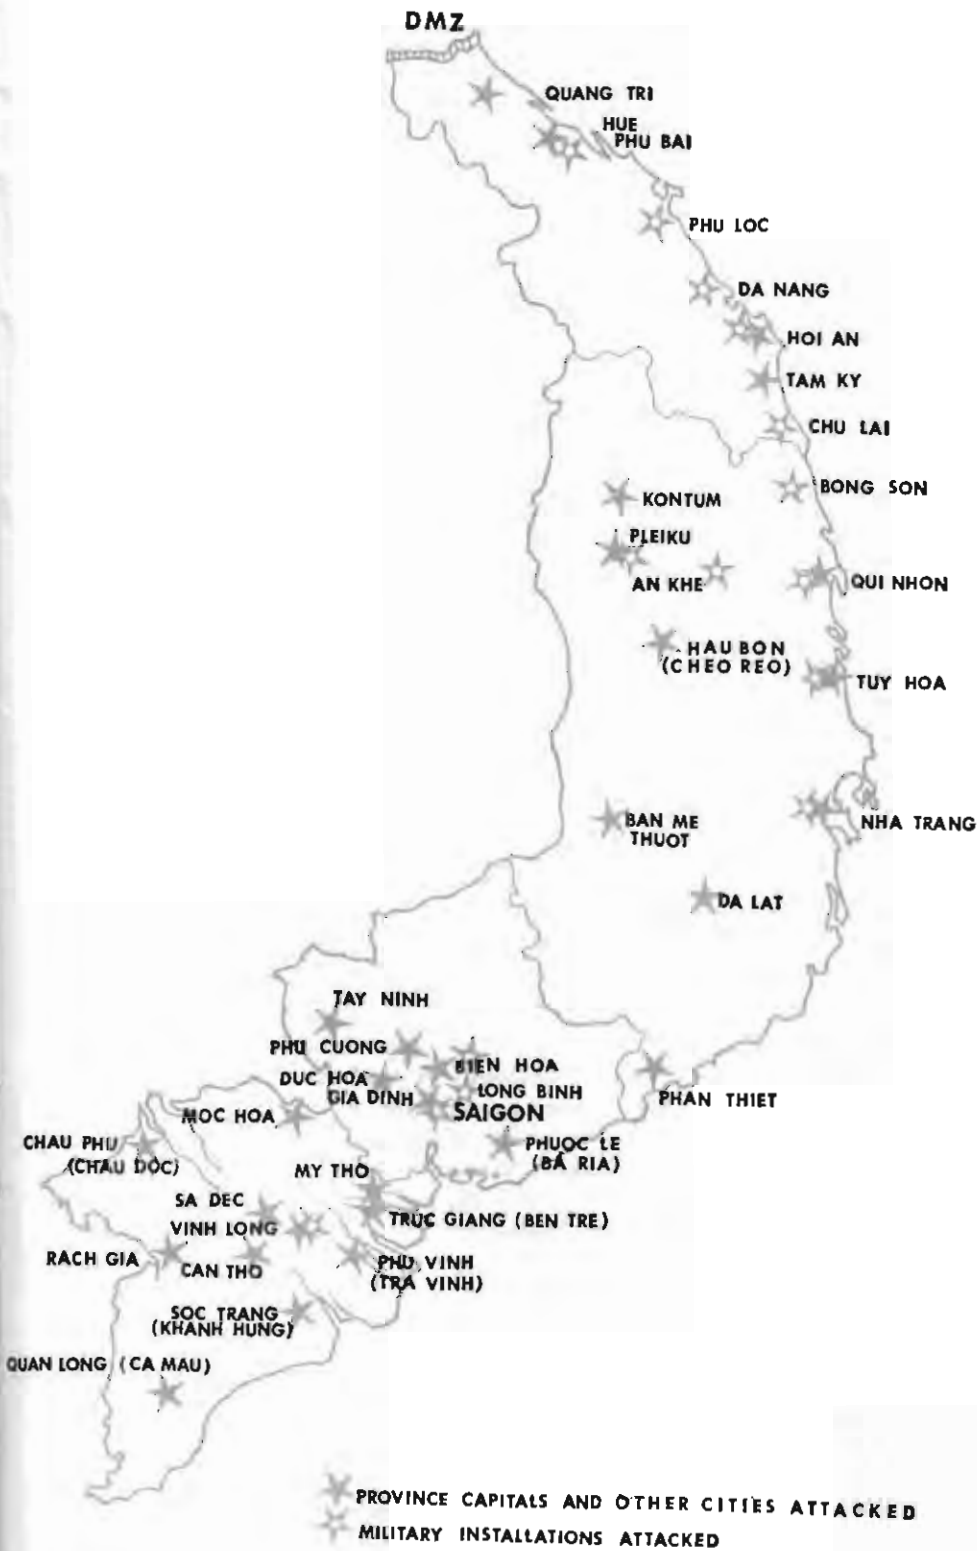 DMZ
QUANG TRI
HUE
PHU BAI
PHU LOC
DA NANG
HOI AN
TAM KY
CHU LAI
BONG SON
KONTUM
PLEIKU
AN KHE
QUI NHON
HAU BON
(CHEO REO)
TUY HOA
BAN ME
THUOT
NHA TRANG
DA LAT
TAY NINH
PHU CUONG
BIEN HOA
DUC HOA
LONG BINH
GIA DINH
SAIGON
MOC HOA
PHAN THIET
CHAU PHU
(CHAU DOC)
PHUOC LE
(BA RIA)
MY THO
SA DEC
TRUC GIANG (BEN TRE)
VINH LONG
RACH GIA
CAN THO
PHU VINH
(TRA VINH)
SOC TRANG
(KHANH HUNG)
QUAN LONG (CA MAU)
PROVINCE CAPITALS AND OTHER CITIES ATTACKED
MILITARY INSTALLATIONS ATTACKED